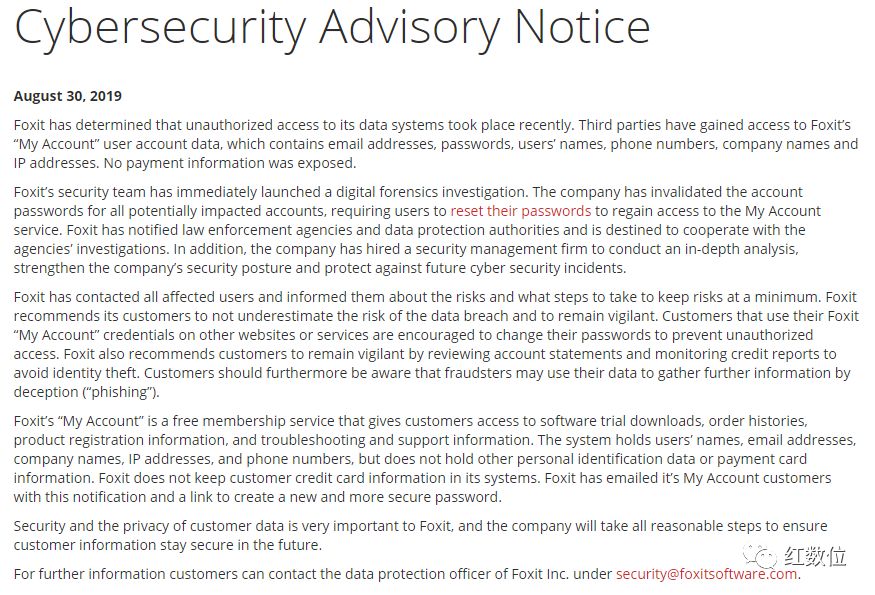 Cybersecurity Advisory Notice
August 30, 2019
Foxit has determined that unauthorized access to its data systems took place recently. Third parties have gained access to Foxit’s
“My Account” user account data, which contains email addresses, passwords, users’ names, phone numbers, company names and
IP addresses. No payment information was exposed.
Foxit’s security team has immediately launched a digital forensics investigation. The company has invalidated the account
passwords for all potentially impacted accounts, requiring users to reset their passwords to regain access to the My Account
service. Foxit has notified law enforcement agencies and data protection authorities and is destined to cooperate with the
agencies’ investigations. In addition, the company has hired a security management firm to conduct an in-depth analysis,
strengthen the company’s security posture and protect against future cyber security incidents.
Foxit has contacted all affected users and informed them about the risks and what steps to take to keep risks at a minimum. Foxit
recommends its customers to not underestimate the risk of the data breach and to remain vigilant. Customers that use their Foxit
“My Account” credentials on other websites or services are encouraged to change their passwords to prevent unauthorized
access. Foxit also recommends customers to remain vigilant by reviewing account statements and monitoring credit reports to
avoid identity theft. Customers should furthermore be aware that fraudsters may use their data to gather further information by
deception (“phishing”).
Foxit’s “My Account” is a free membership service that gives customers access to software trial downloads, order histories,
product registration information, and troubleshooting and support information. The system holds users’ names, email addresses,
company names, IP addresses, and phone numbers, but does not hold other personal identification data or payment card
information. Foxit does not keep customer credit card information in its systems. Foxit has emailed it’s My Account customers
with this notification and a link to create a new and more secure password.
Security and the privacy of customer data is very important to Foxit, and the company will take all reasonable steps to ensure
customer information stay secure in the future.
红数位
For further information customers can contact the data protection officer of Foxit Inc. under security@foxitsoftware.com.